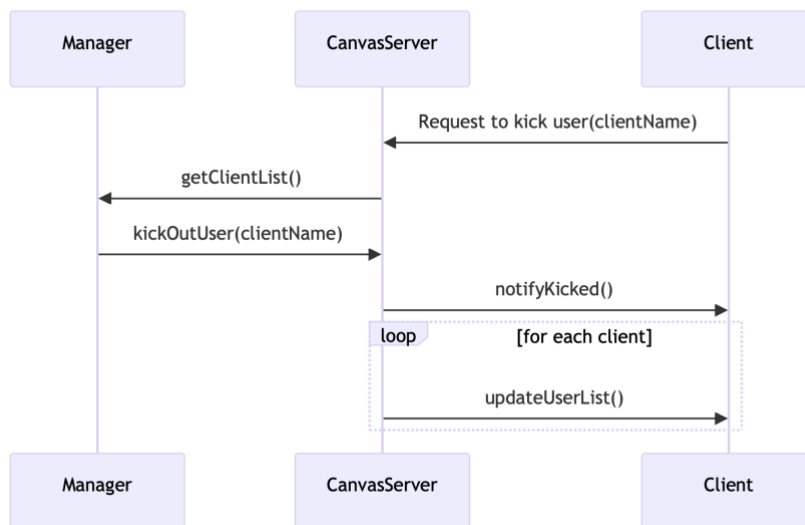 Manager
CanvasServer
Client
Request to kick user(clientName)
getClientList()
kickOutUser(clientName)
notifyKicked()
loop
[for each client]
updateUserList()
Manager
CanvasServer
Client